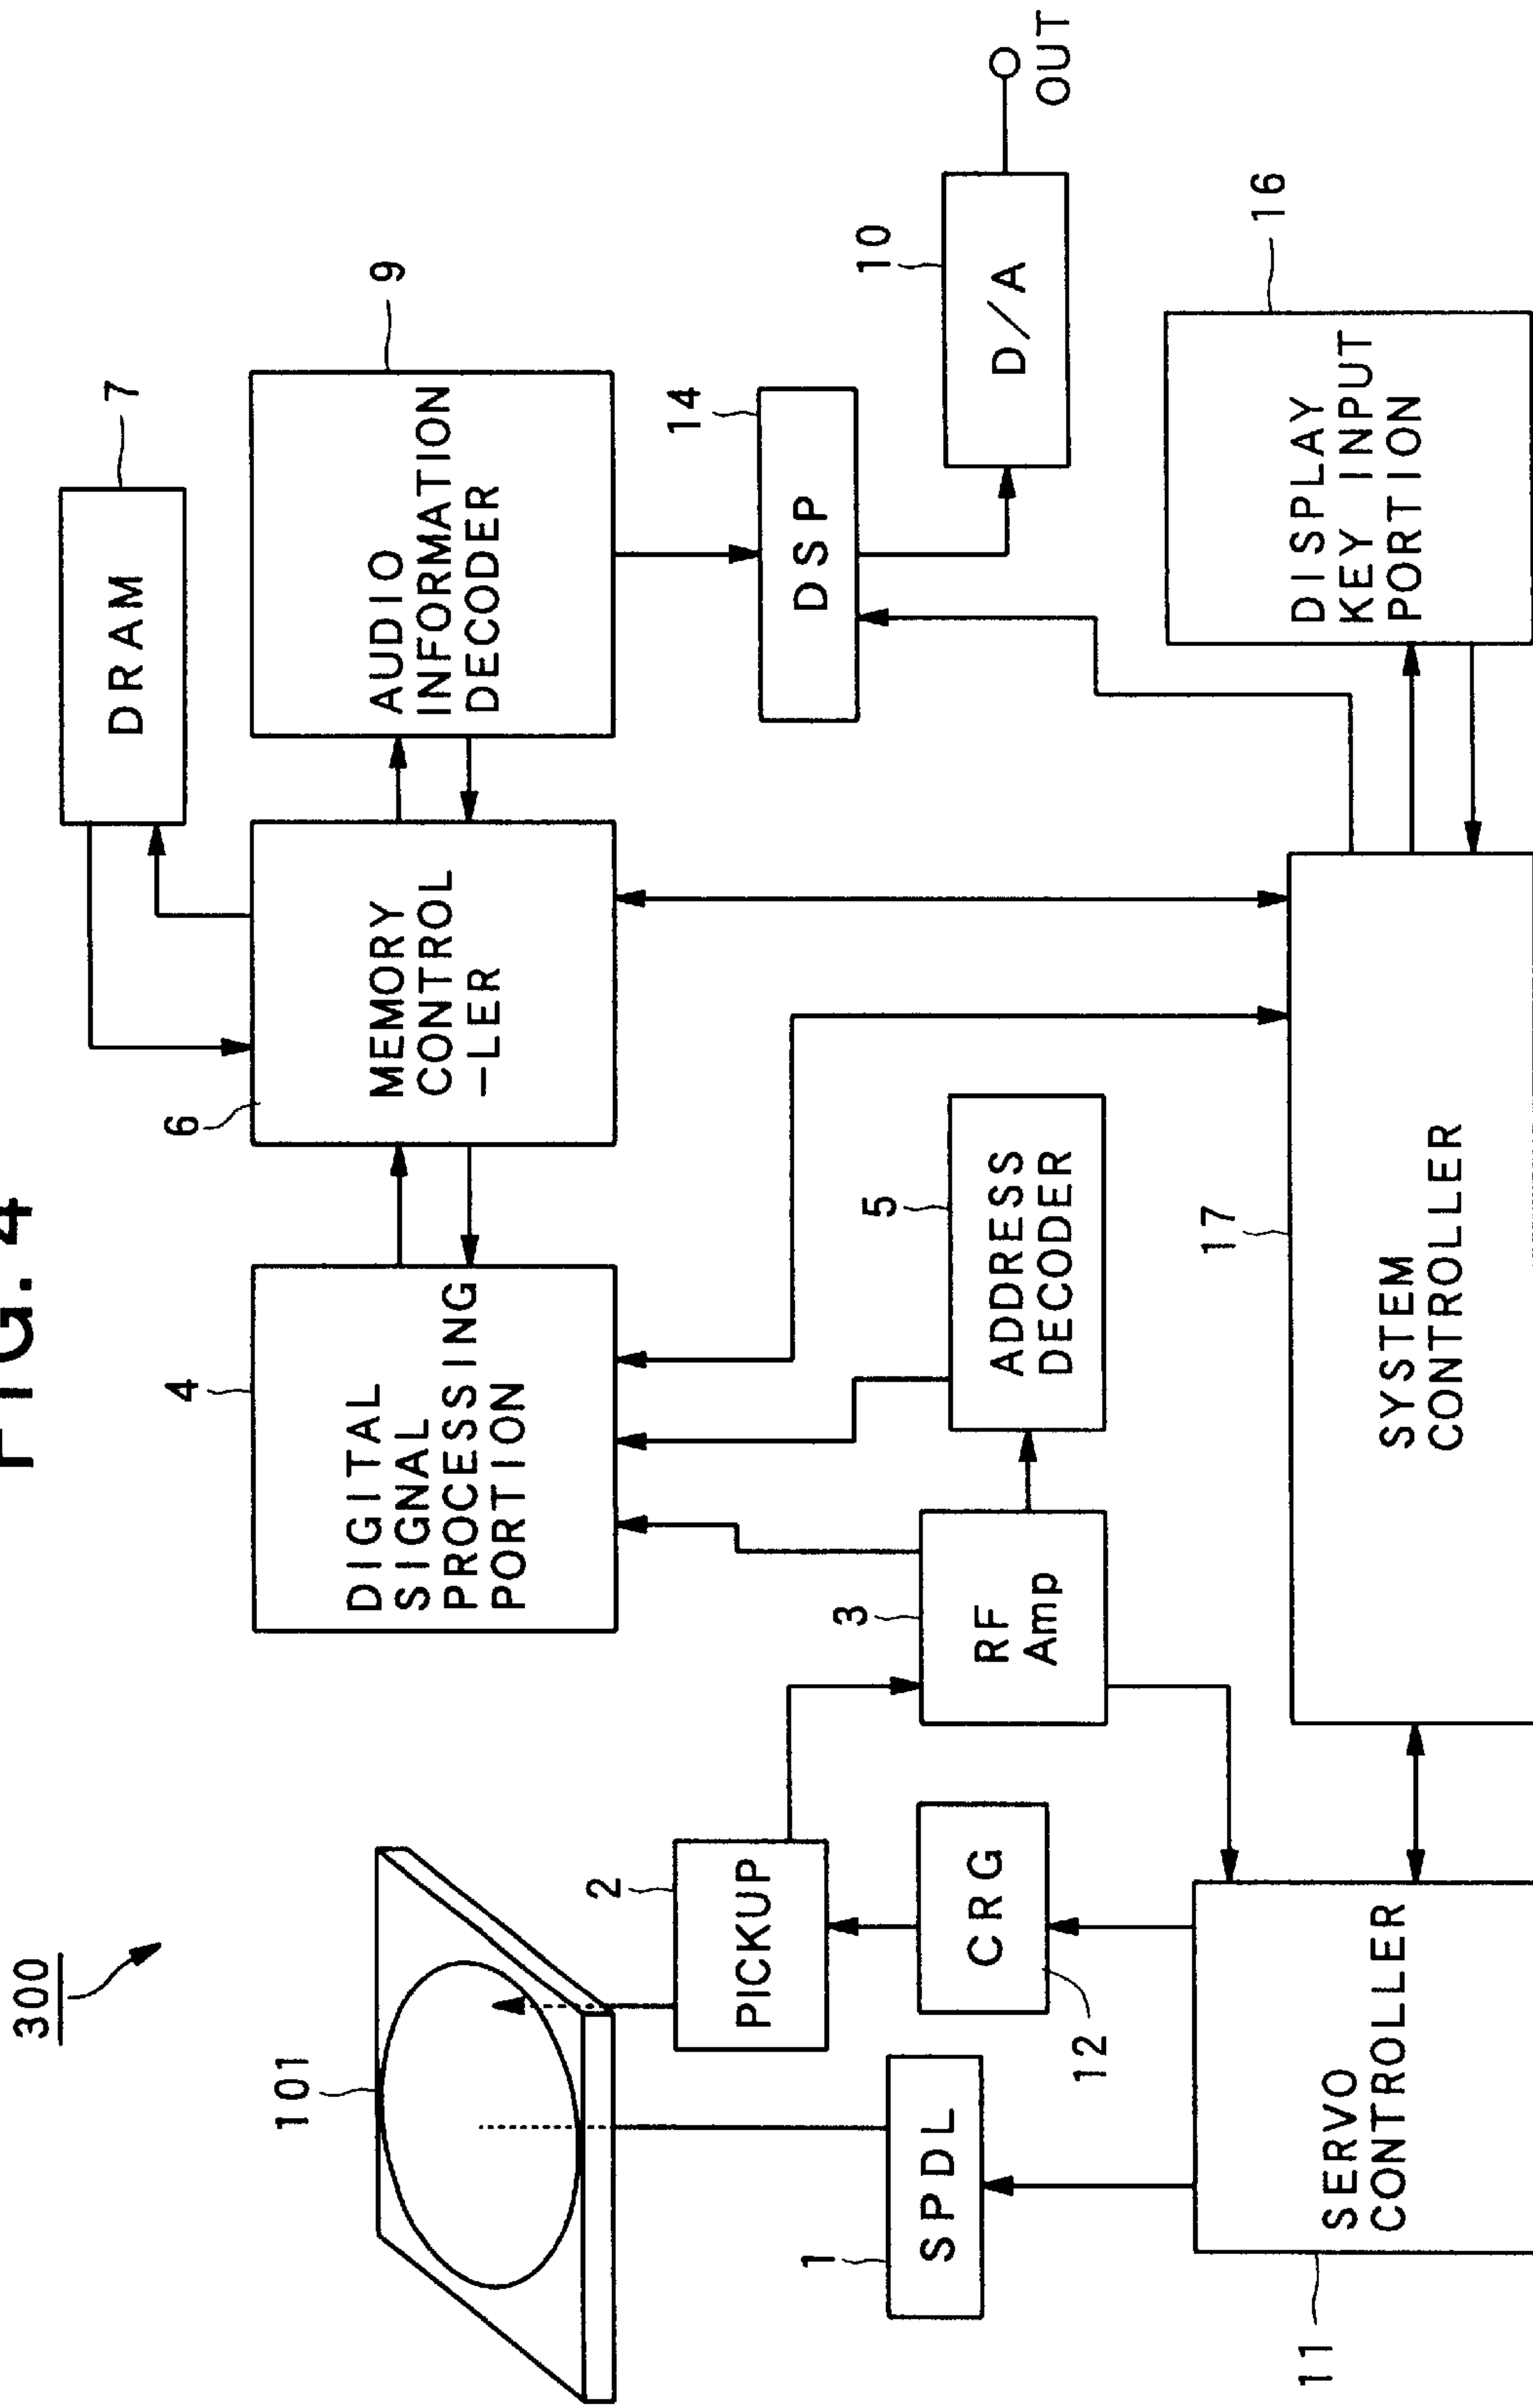 FIG. 4
300
101
4
DIGITAL
SIGNAL
PROCESSING
PORTION
6
MEMORY
CONTROL
-LER
DRAM
7
AUDIO
INFORMATION
DECODER
9
2
PICKUP
3
RF
Amp
5
ADDRESS
DECODER
14
DSP
10
D/A
OUT
1
SPDL
CRG
12
SERVO
CONTROLLER
11
17
SYSTEM
CONTROLLER
DISPLAY
KEY INPUT
PORTION
16